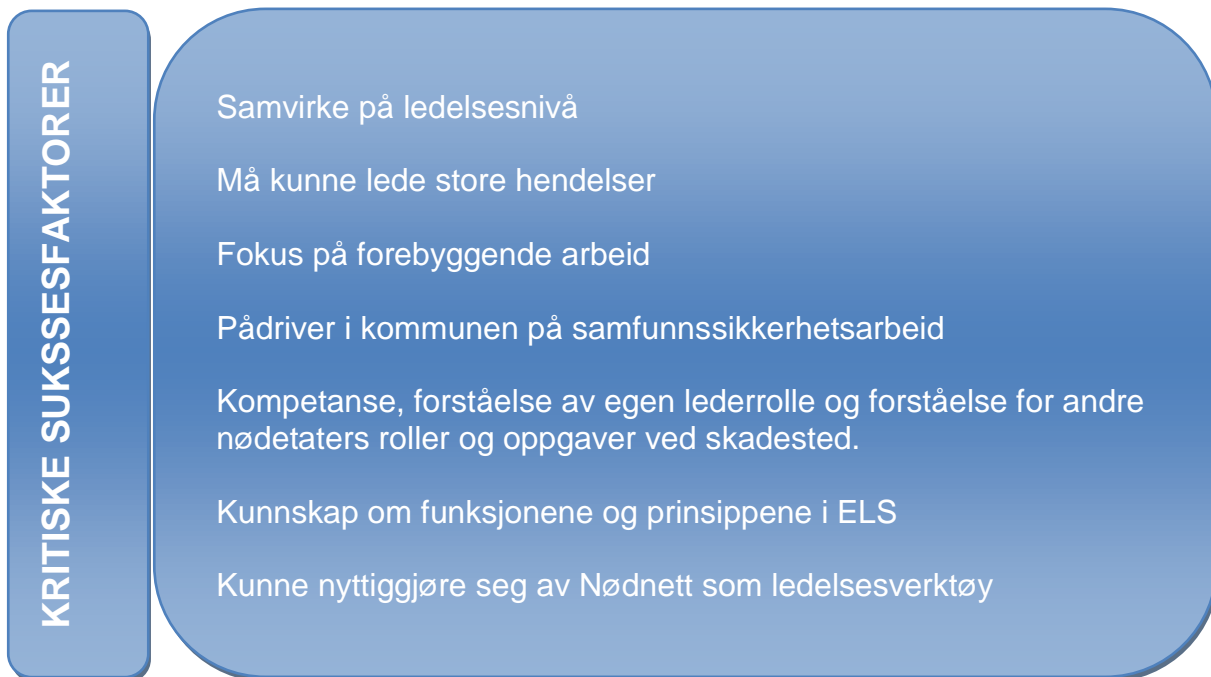 KRITISKE SUKSSESFAKTORER
Samvirke på ledelsesnivå
Må kunne lede store hendelser
Fokus på forebyggende arbeid
Pådriver i kommunen på samfunnssikkerhetsarbeid
Kompetanse, forståelse av egen lederrolle og forståelse for andre
nødetaters roller og oppgaver ved skadested.
Kunnskap om funksjonene og prinsippene i ELS
Kunne nyttiggjøre seg av Nødnett som ledelsesverktøy